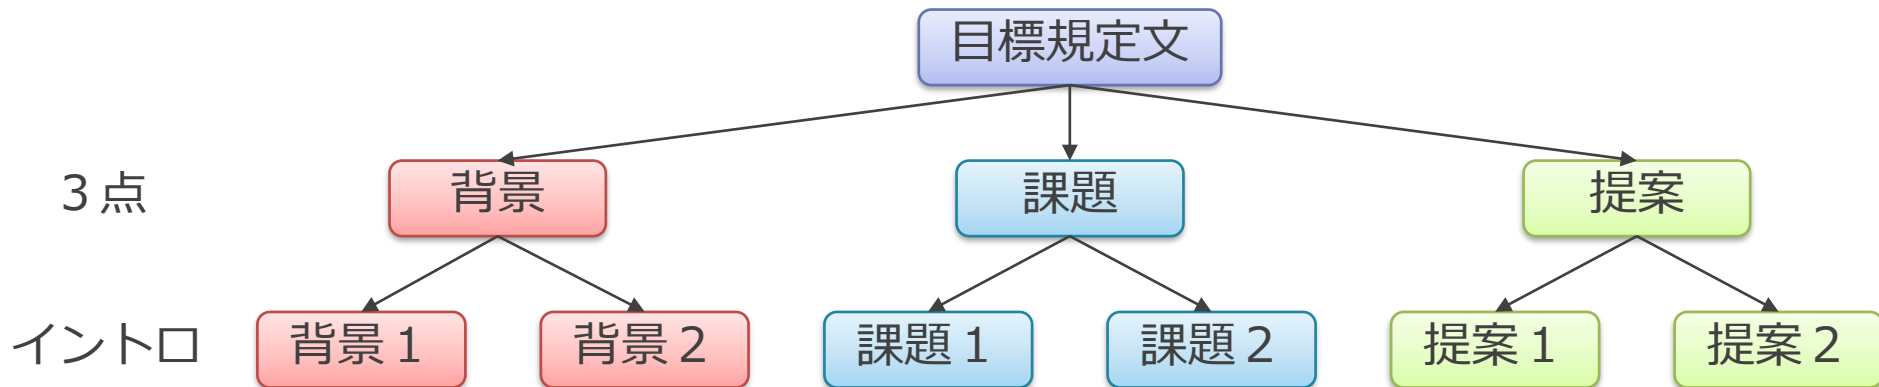 目標規定文
３点
背景
課題
提案
イントロ
背景１
背景２
課題１
課題２
提案１
提案２